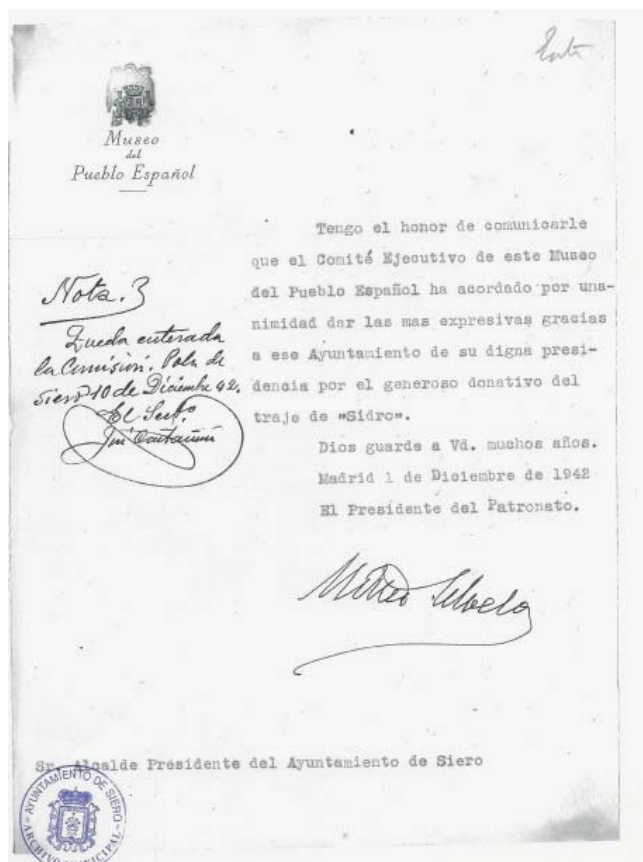 Museo
del
Pueblo Español
Tengo el honor de comunicarle
que el Comité Ejecutivo de este Museo
del Pueblo Español ha acordado por una-
nimidad dar las mas expresivas gracias
a ese Ayuntamiento de su digna presi-
dencia por el generoso donativo del
traje de "Sidro".
Dios guarde a Vd. muchos años.
Madrid 1 de Diciembre de 1942
El Presidente del Patronato.
Nota. 3
Queda enterada
la Comisión. Pola de
Siero 10 de Diciembre 42.
El Secto
Sr. Alcalde Presidente del Ayuntamiento de Siero
AYUNTAMIENTO DE SIERO
ARCHIVO MUNICIPAL